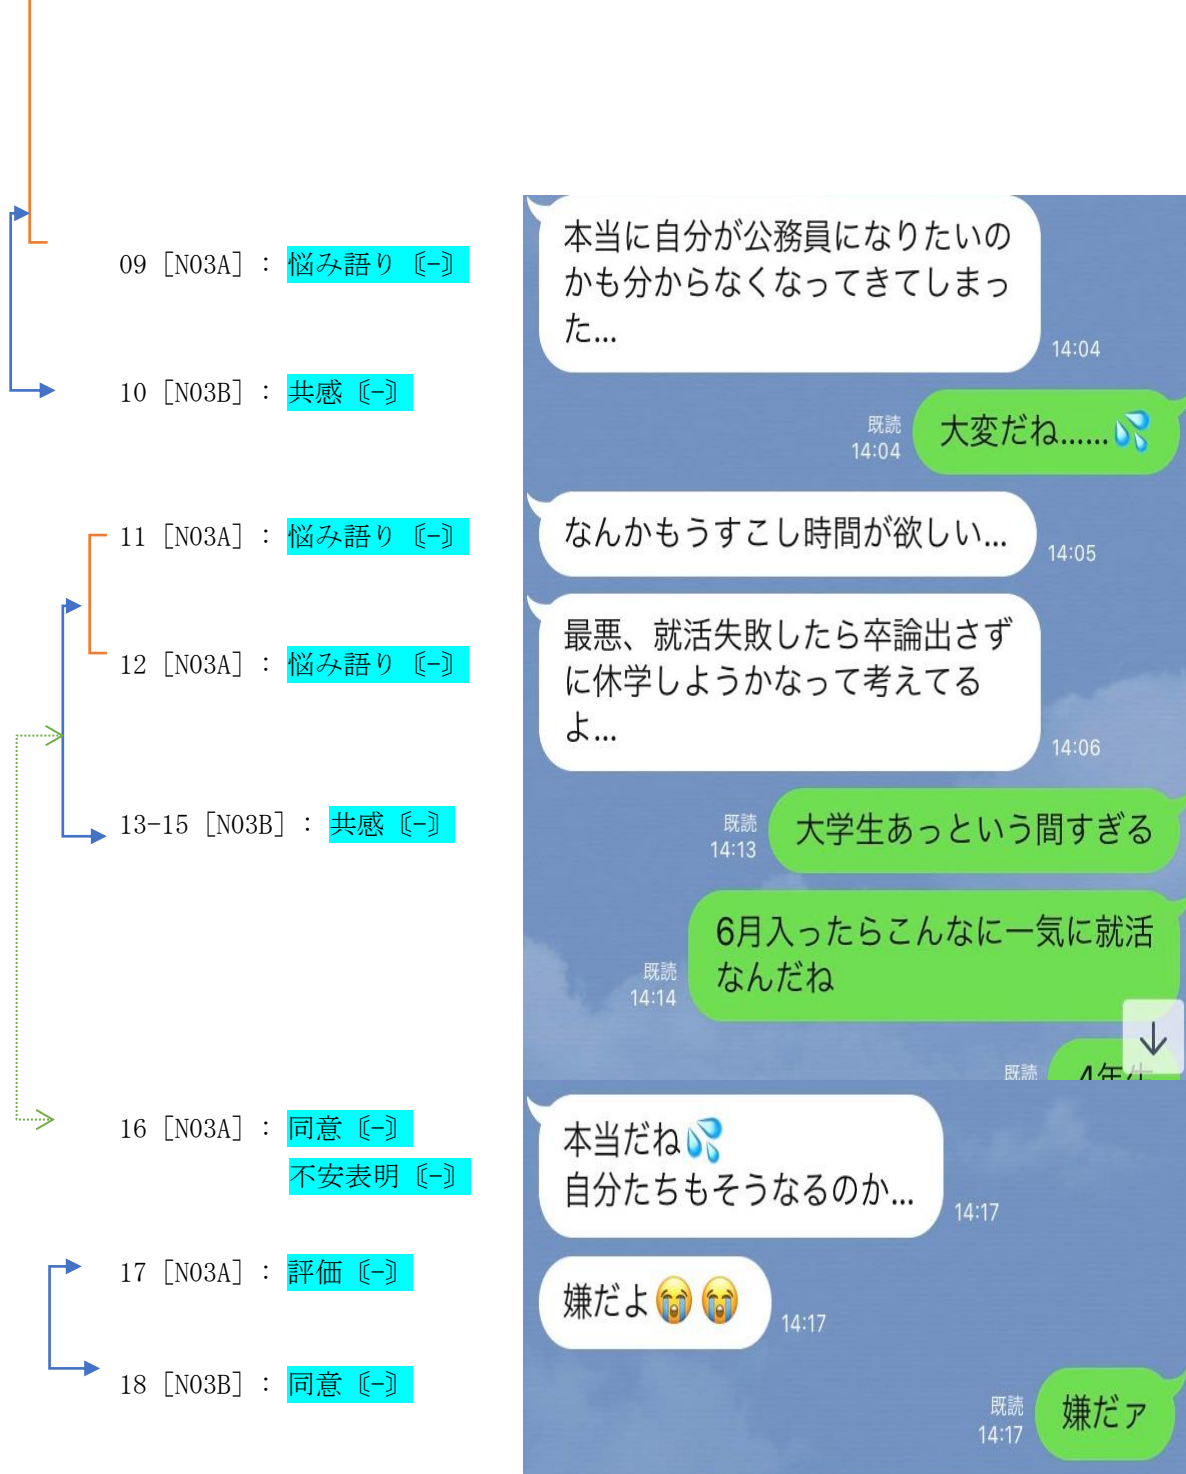 09［N03A］：悩み語り〔-〕
本当に自分が公務員になりたいの
かも分からなくなってきてしまっ
た...
14:04
10［N03B］：共感〔-〕
既読
14:04
大変だね......💦
11［N03A］：悩み語り〔-〕
なんかもうすこし時間が欲しい...
14:05
12［N03A］：悩み語り〔-〕
最悪、就活失敗したら卒論出さず
に休学しようかなって考えてる
よ...
14:06
13-15［N03B］：共感〔-〕
既読
14:13
大学生あっという間すぎる
既読
14:14
6月入ったらこんなに一気に就活
なんだね
既読
4年生
16［N03A］：同意〔-〕
不安表明〔-〕
本当だね💦
自分たちもそうなるのか...
14:17
17［N03A］：評価〔-〕
嫌だよ😭😭
14:17
18［N03B］：同意〔-〕
既読
14:17
嫌だァ